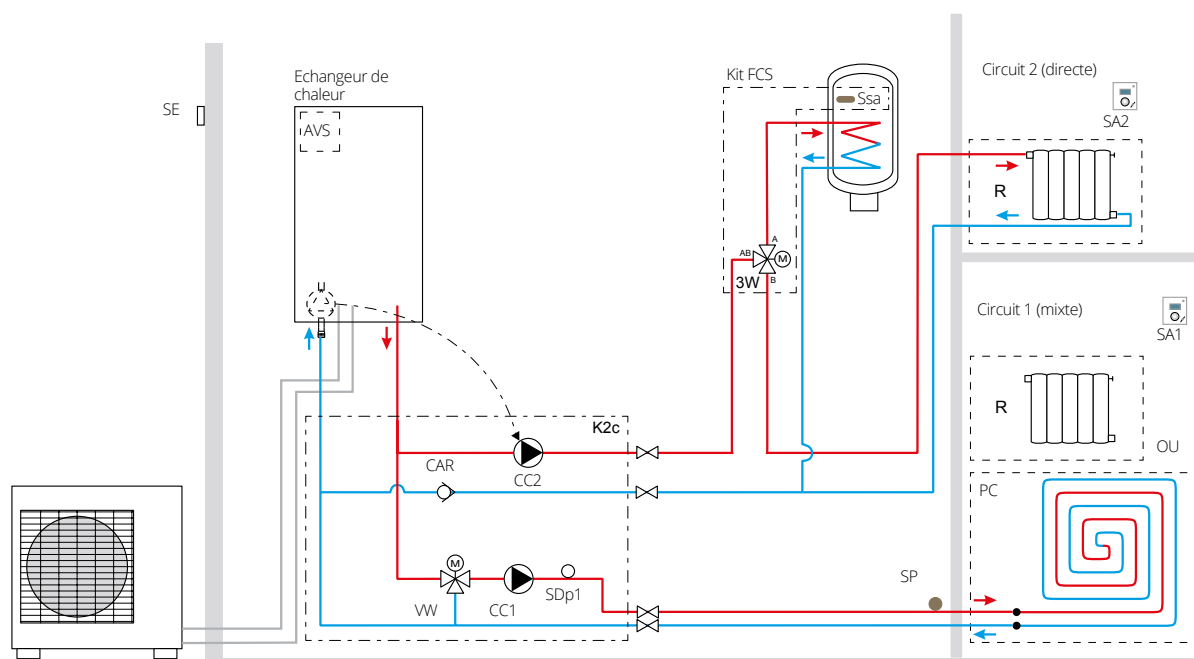 SE
Echangeur de
chaleur
AVS
Kit FCS
Ssa
A
AB
M
3W
B
Circuit 2 (directe)
SA2
R
Circuit 1 (mixte)
SA1
R
OU
K2c
CAR
CC2
M
VW
CC1
SDp1
SP
PC